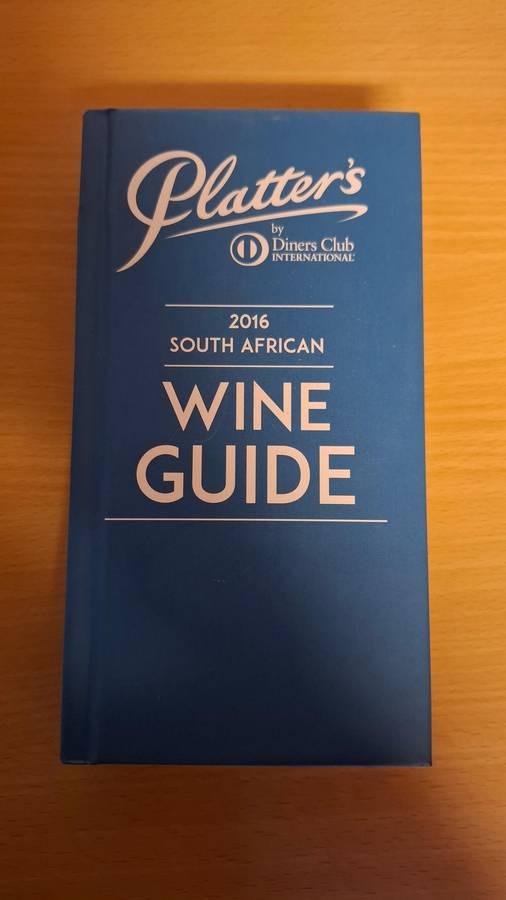 Platter's
by
Diners Club
INTERNATIONAL
2016
SOUTH AFRICAN
WINE
GUIDE